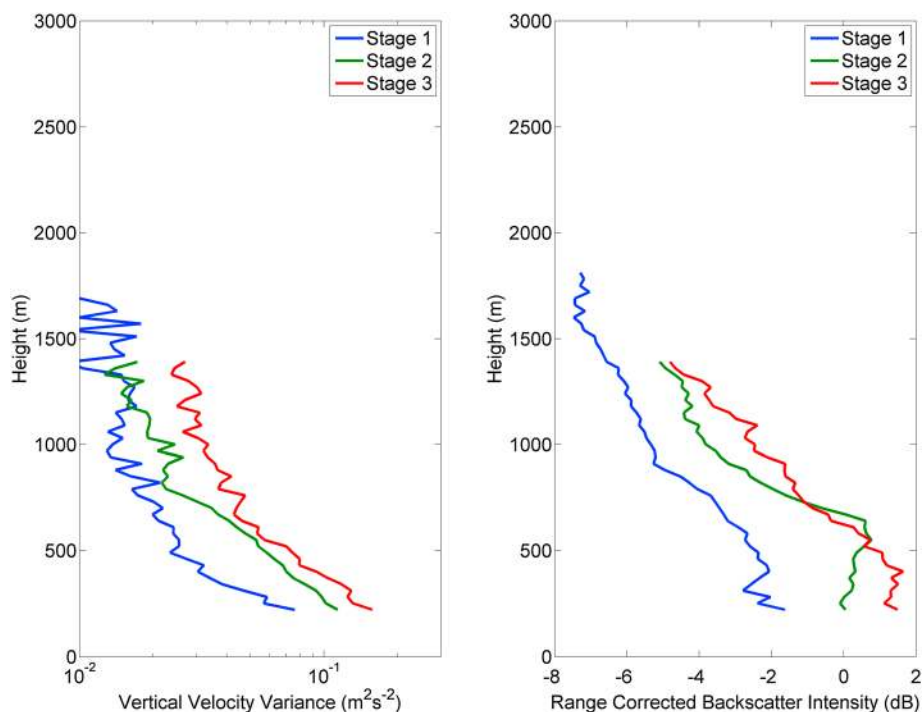 3000
2500
2000
1500
1000
500
0
Height (m)
10⁻²
10⁻¹
Vertical Velocity Variance (m²s⁻²)
Stage 1
Stage 2
Stage 3
3000
2500
2000
1500
1000
500
0
Height (m)
-8
-6
-4
-2
0
2
Range Corrected Backscatter Intensity (dB)
Stage 1
Stage 2
Stage 3